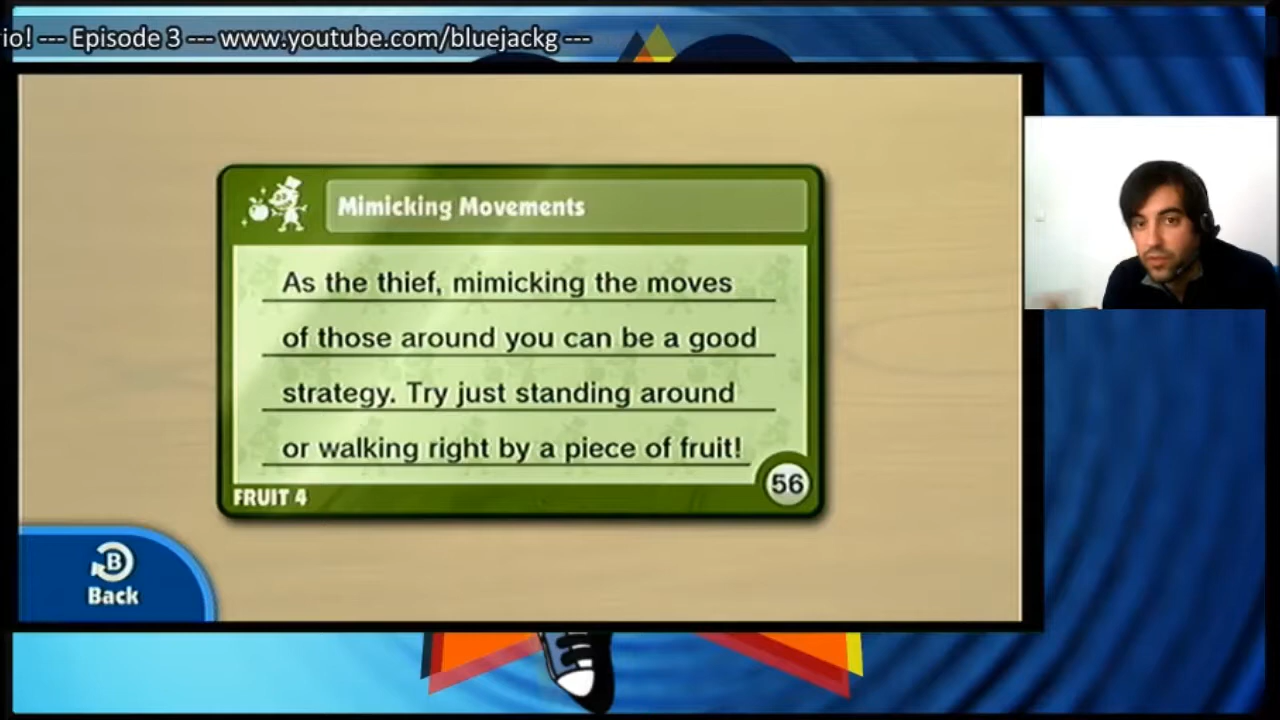 io! --- Episode 3 --- www.youtube.com/bluejackg ---
Mimicking Movements
As the thief, mimicking the moves
of those around you can be a good
strategy. Try just standing around
or walking right by a piece of fruit!
FRUIT 4
56
B
Back